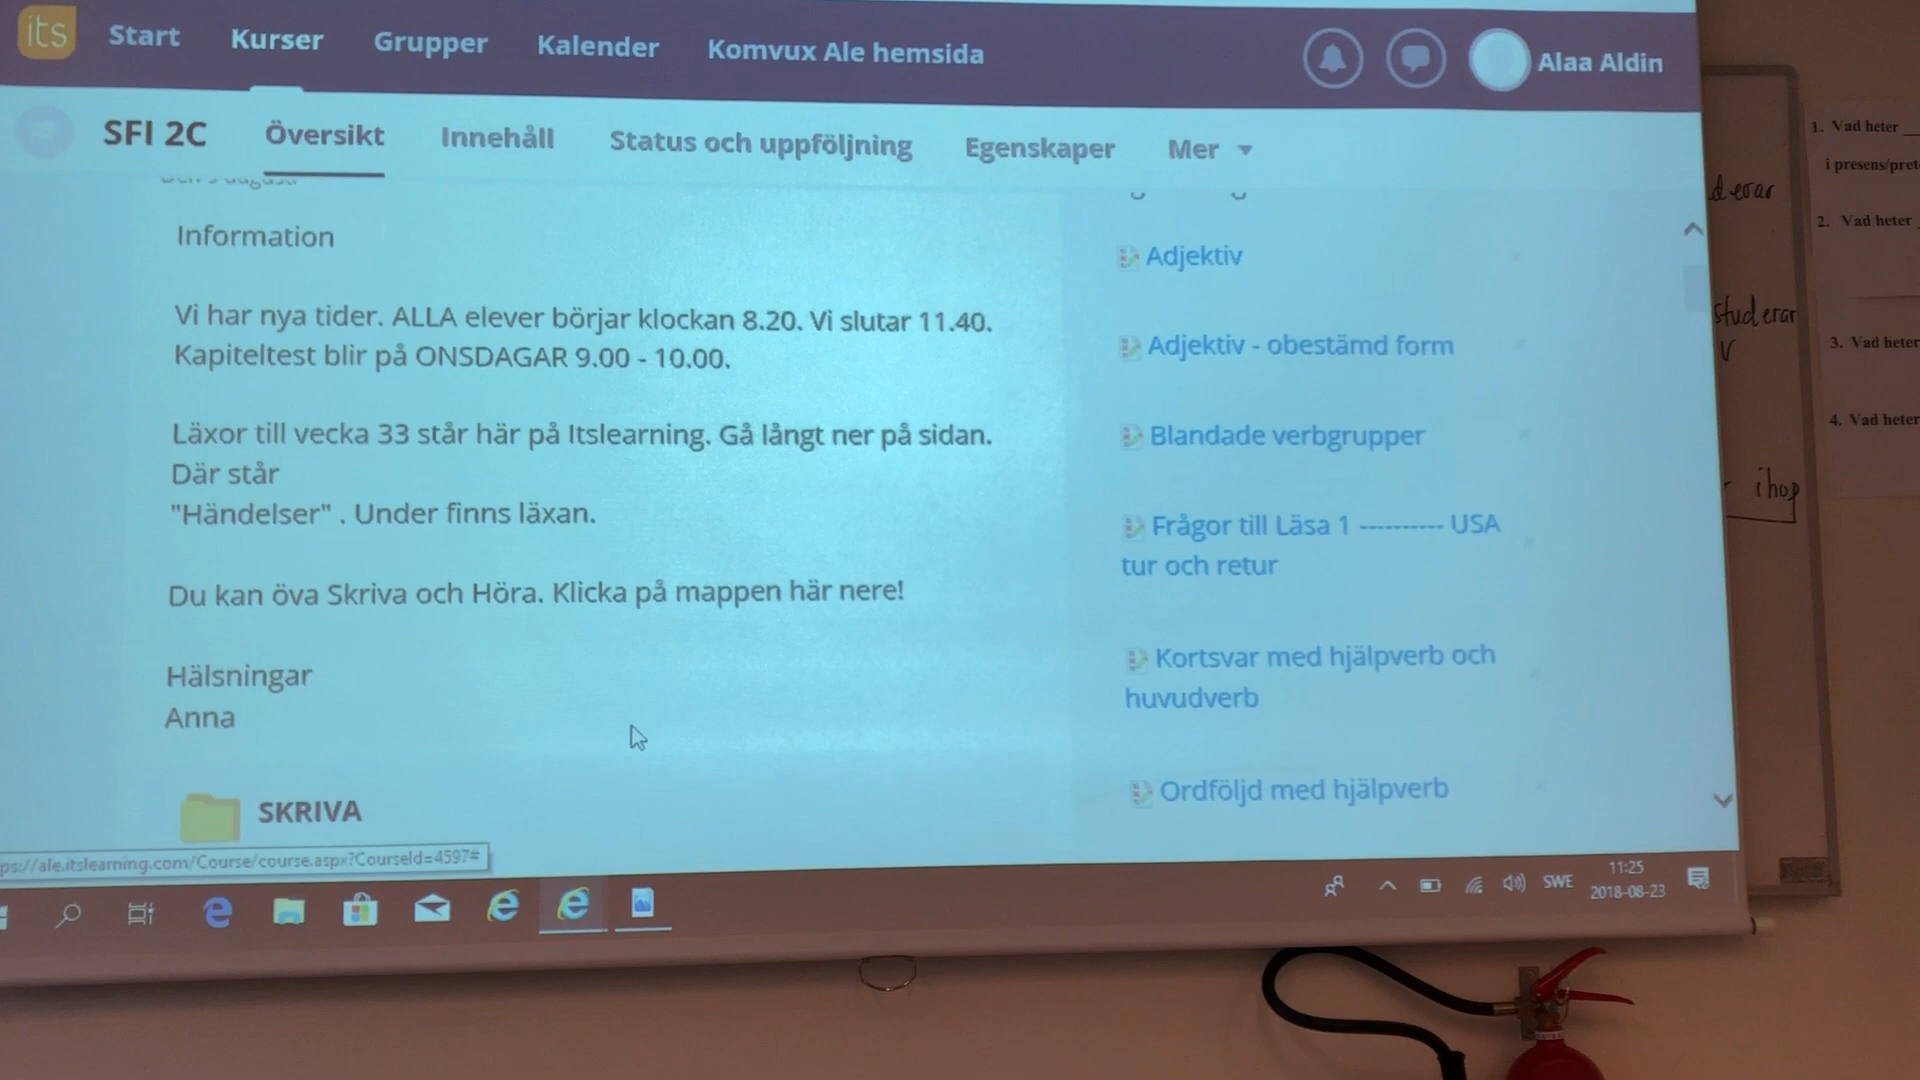 its Start Kurser Grupper Kalender Komvux Ale hemsida Alaa Aldin
SFI 2C Översikt Innehåll Status och uppföljning Egenskaper Mer
Information
Vi har nya tider. ALLA elever börjar klockan 8.20. Vi slutar 11.40.
Kapiteltest blir på ONSDAGAR 9.00 - 10.00.
Läxor till vecka 33 står här på Itslearning. Gå långt ner på sidan.
Där står
"Händelser" . Under finns läxan.
Du kan öva Skriva och Höra. Klicka på mappen här nere!
Hälsningar
Anna
SKRIVA
Adjektiv
Adjektiv - obestämd form
Blandade verbgrupper
Frågor till Läsa 1 ---------- USA
tur och retur
Kortsvar med hjälpverb och
huvudverb
Ordföljd med hjälpverb
ps://ale.itslearning.com/Course/course.aspx?CourseId=4597#
SWE
11:25
2018-08-23
derar
studerar
V
ihop
1. Vad heter
i presens/pret
2. Vad heter
3. Vad heter
4. Vad heter